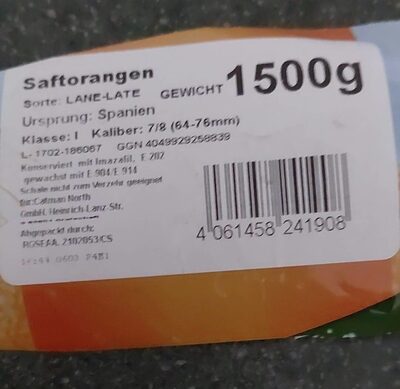 Saftorangen
Sorte: LANE-LATE GEWICHT 1500g
Ursprung: Spanien
Klasse: I Kaliber: 7/8 (64-76mm)
L- 1702-186067 GGN 4049929258839
Konserviert mit Imazalil, E 202
gewachst mit E 904/E 914
Schale nicht zum Verzehr geeignet
für:Catman North
GmbH, Heinrich-Lanz-Str.
Abgepackt durch:
ROSEAA. 2102053/CS
4 061458 241908